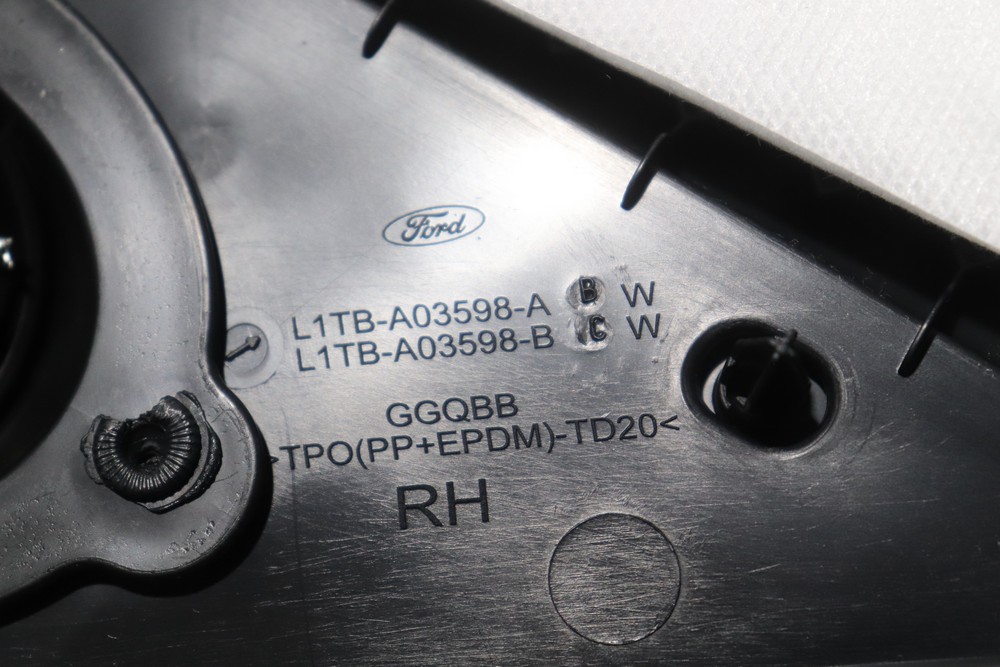 Ford
L1TB-A03598-A B W
L1TB-A03598-B C W
GGQBB
>TPO(PP+EPDM)-TD20<
RH